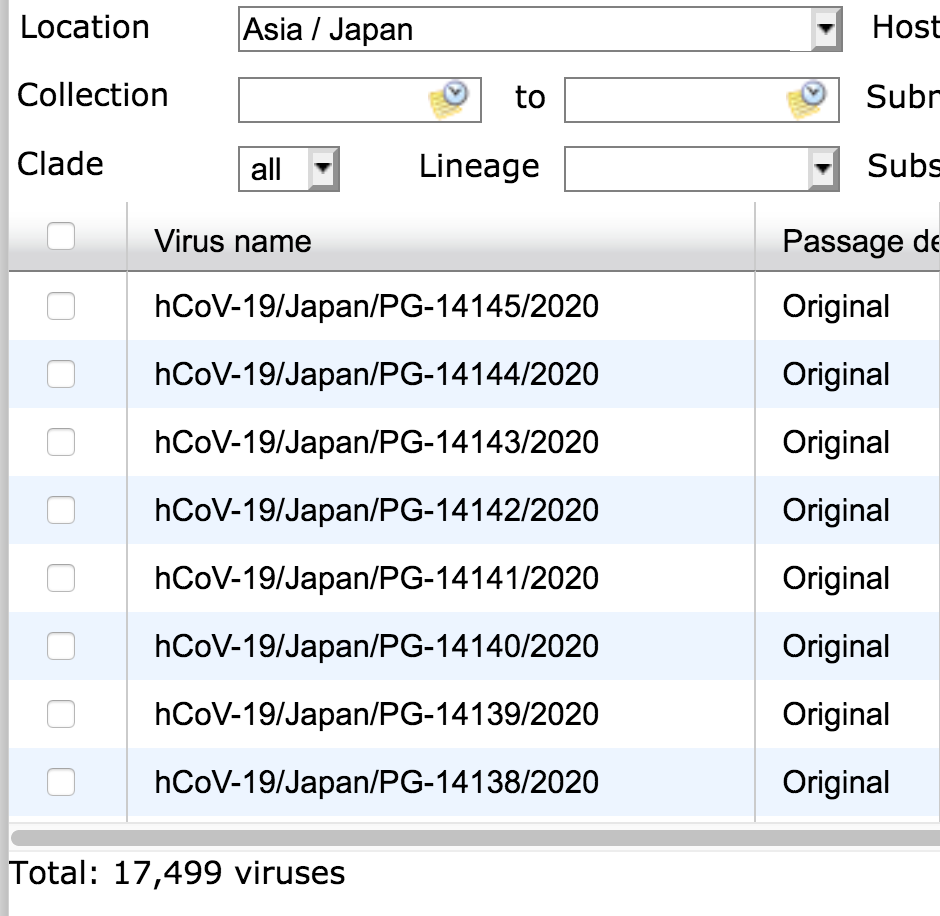 Location Asia / Japan Host
Collection to Subm
Clade all Lineage Subs
Virus name Passage de
hCoV-19/Japan/PG-14145/2020 Original
hCoV-19/Japan/PG-14144/2020 Original
hCoV-19/Japan/PG-14143/2020 Original
hCoV-19/Japan/PG-14142/2020 Original
hCoV-19/Japan/PG-14141/2020 Original
hCoV-19/Japan/PG-14140/2020 Original
hCoV-19/Japan/PG-14139/2020 Original
hCoV-19/Japan/PG-14138/2020 Original
Total: 17,499 viruses